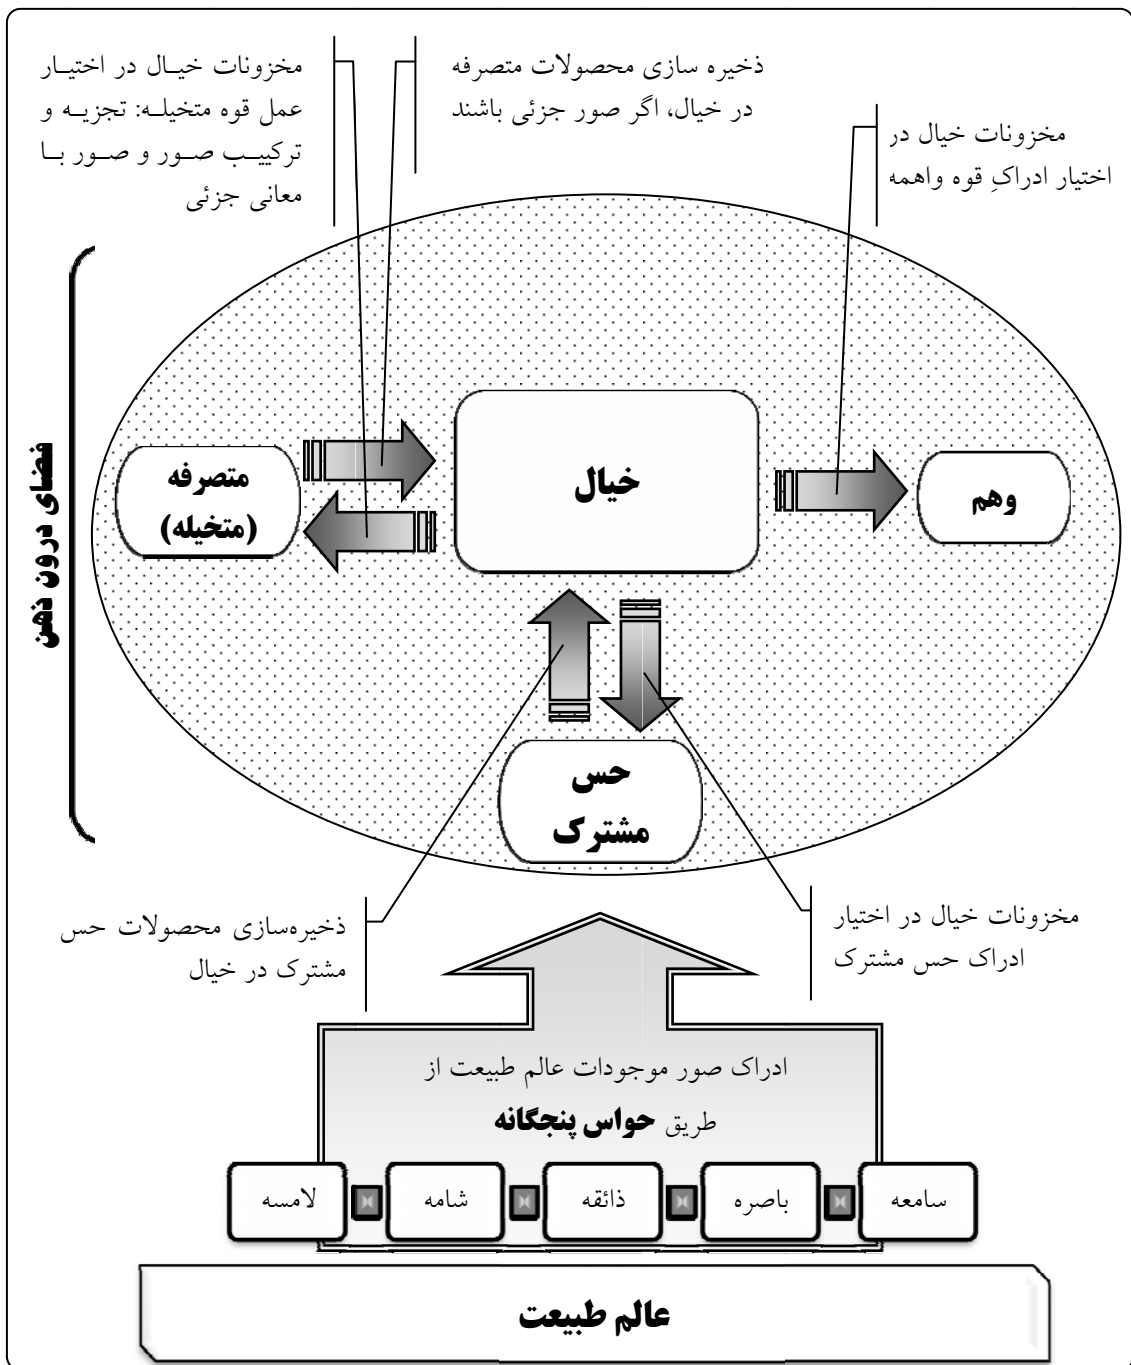 مخزونات خیال در اختیار
عمل قوه متخیله: تجزیه و
ترکیب صور و صور با
معانی جزئی
ذخیره سازی محصولات متصرفه
در خیال، اگر صور جزئی باشند
مخزونات خیال در
اختیار ادراکِ قوه واهمه
فضای درون ذهن
متصرفه
(متخیله)
خیال
وهم
حس
مشترک
ذخیره‌سازی محصولات حس
مشترک در خیال
مخزونات خیال در اختیار
ادراک حس مشترک
ادراک صور موجودات عالم طبیعت از
طریق حواس پنجگانه
سامعه
باصره
ذائقه
شامه
لامسه
عالم طبیعت